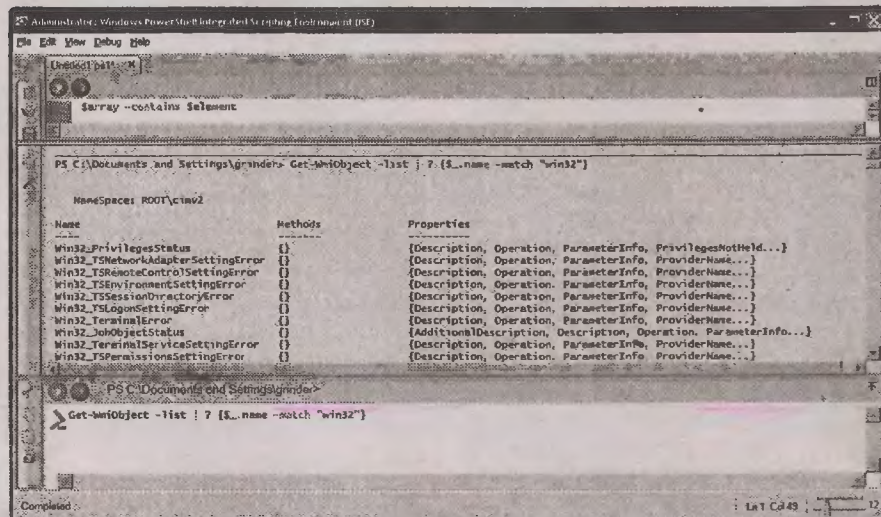 Administrator: Windows PowerShell Integrated Scripting Environment (ISE)
File Edit View Debug Help
Untitled1.ps1* X
$array -contains $element
PS C:\Documents and Settings\grinder> Get-WmiObject -list | ? {$_.name -match "win32"}
NameSpace: ROOT\cimv2
Name Methods Properties
---- ------- ----------
Win32_PrivilegesStatus {} {Description, Operation, ParameterInfo, PrivilegesNotHeld...}
Win32_TSNetworkAdapterSettingError {} {Description, Operation, ParameterInfo, ProviderName...}
Win32_TSRemoteControlSettingError {} {Description, Operation, ParameterInfo, ProviderName...}
Win32_TSEnvironmentSettingError {} {Description, Operation, ParameterInfo, ProviderName...}
Win32_TSSessionDirectoryError {} {Description, Operation, ParameterInfo, ProviderName...}
Win32_TSLogonSettingError {} {Description, Operation, ParameterInfo, ProviderName...}
Win32_TerminalError {} {Description, Operation, ParameterInfo, ProviderName...}
Win32_JobObjectStatus {} {AdditionalDescription, Description, Operation, ParameterInfo...}
Win32_TerminalServiceSettingError {} {Description, Operation, ParameterInfo, ProviderName...}
Win32_TSPermissionsSettingError {} {Description, Operation, ParameterInfo, ProviderName...}
PS C:\Documents and Settings\grinder>
Get-WmiObject -list | ? {$_.name -match "win32"}
Completed Ln 1 Col 49 12